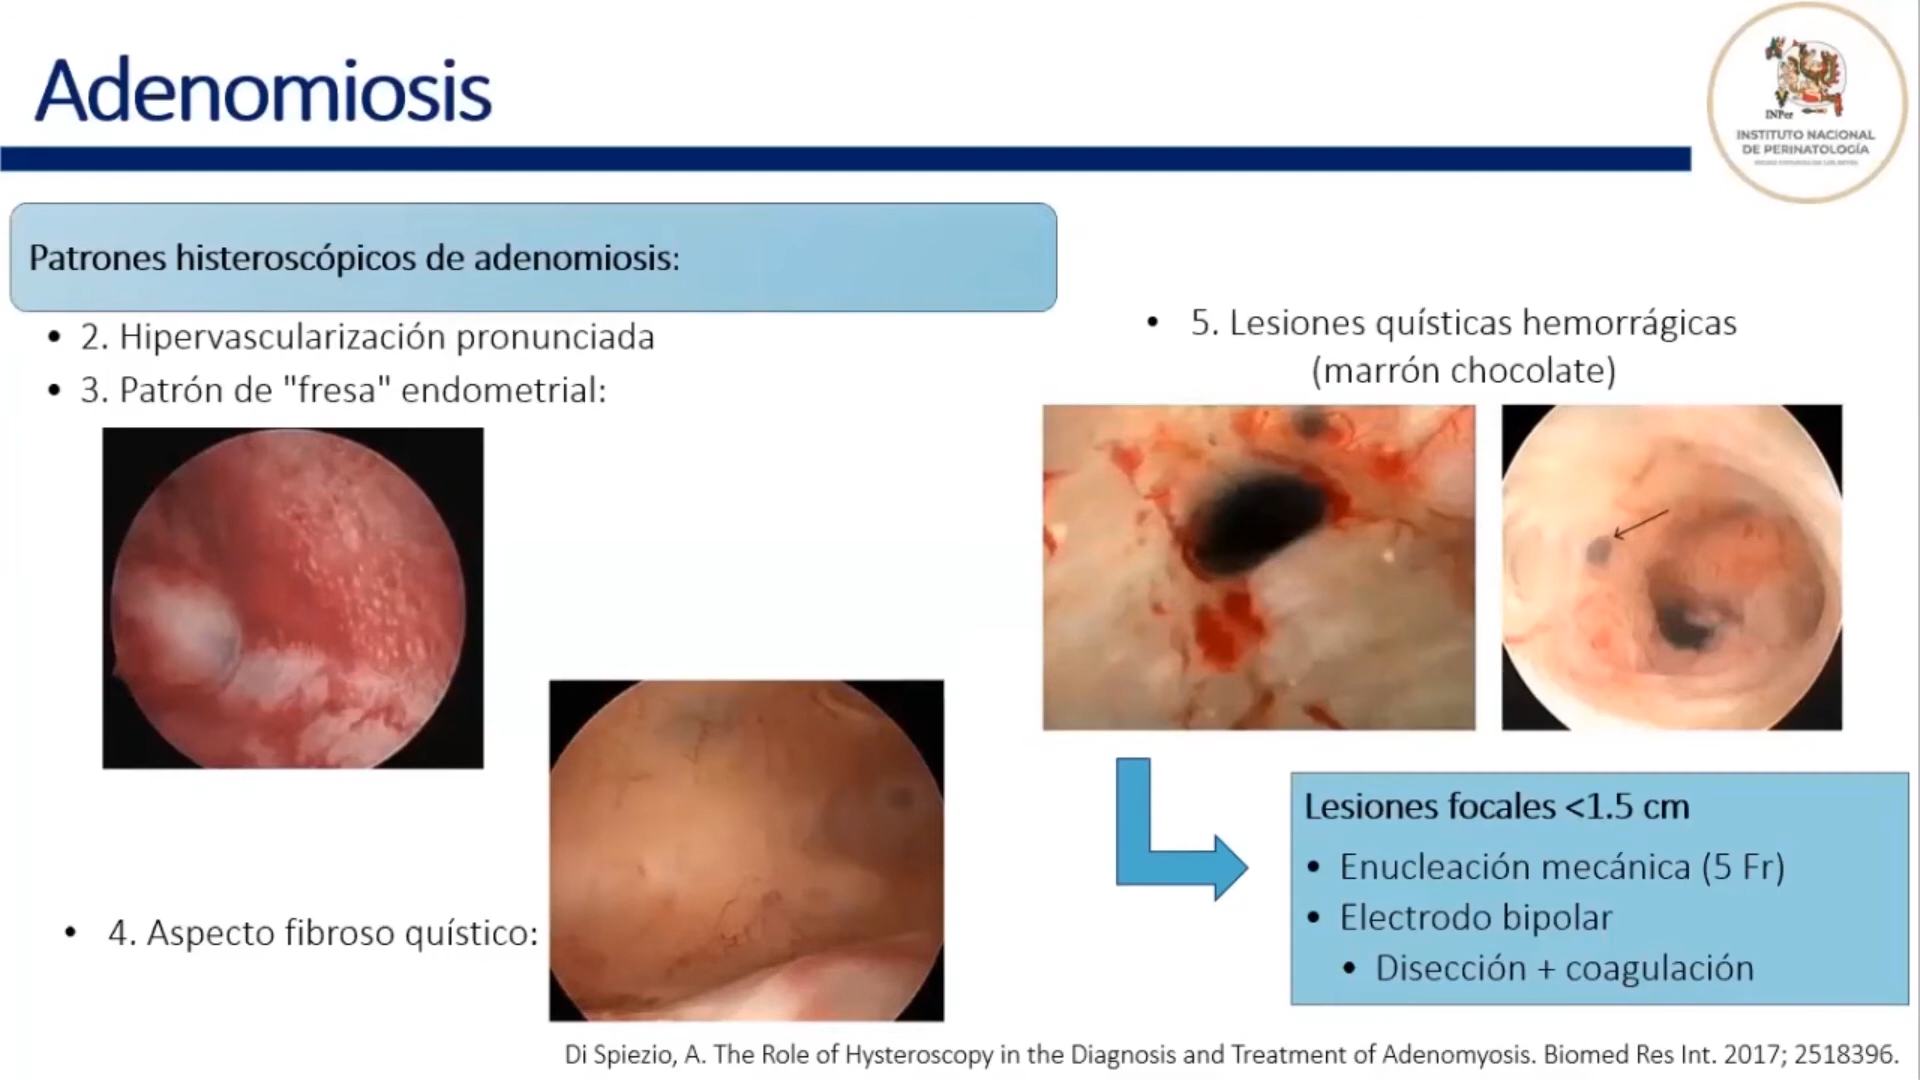 Adenomiosis
INPer
INSTITUTO NACIONAL
DE PERINATOLOGÍA
Patrones histeroscópicos de adenomiosis:
• 2. Hipervascularización pronunciada
• 3. Patrón de "fresa" endometrial:
• 4. Aspecto fibroso quístico:
• 5. Lesiones quísticas hemorrágicas
(marrón chocolate)
Lesiones focales <1.5 cm
• Enucleación mecánica (5 Fr)
• Electrodo bipolar
• Disección + coagulación
Di Spiezio, A. The Role of Hysteroscopy in the Diagnosis and Treatment of Adenomyosis. Biomed Res Int. 2017; 2518396.